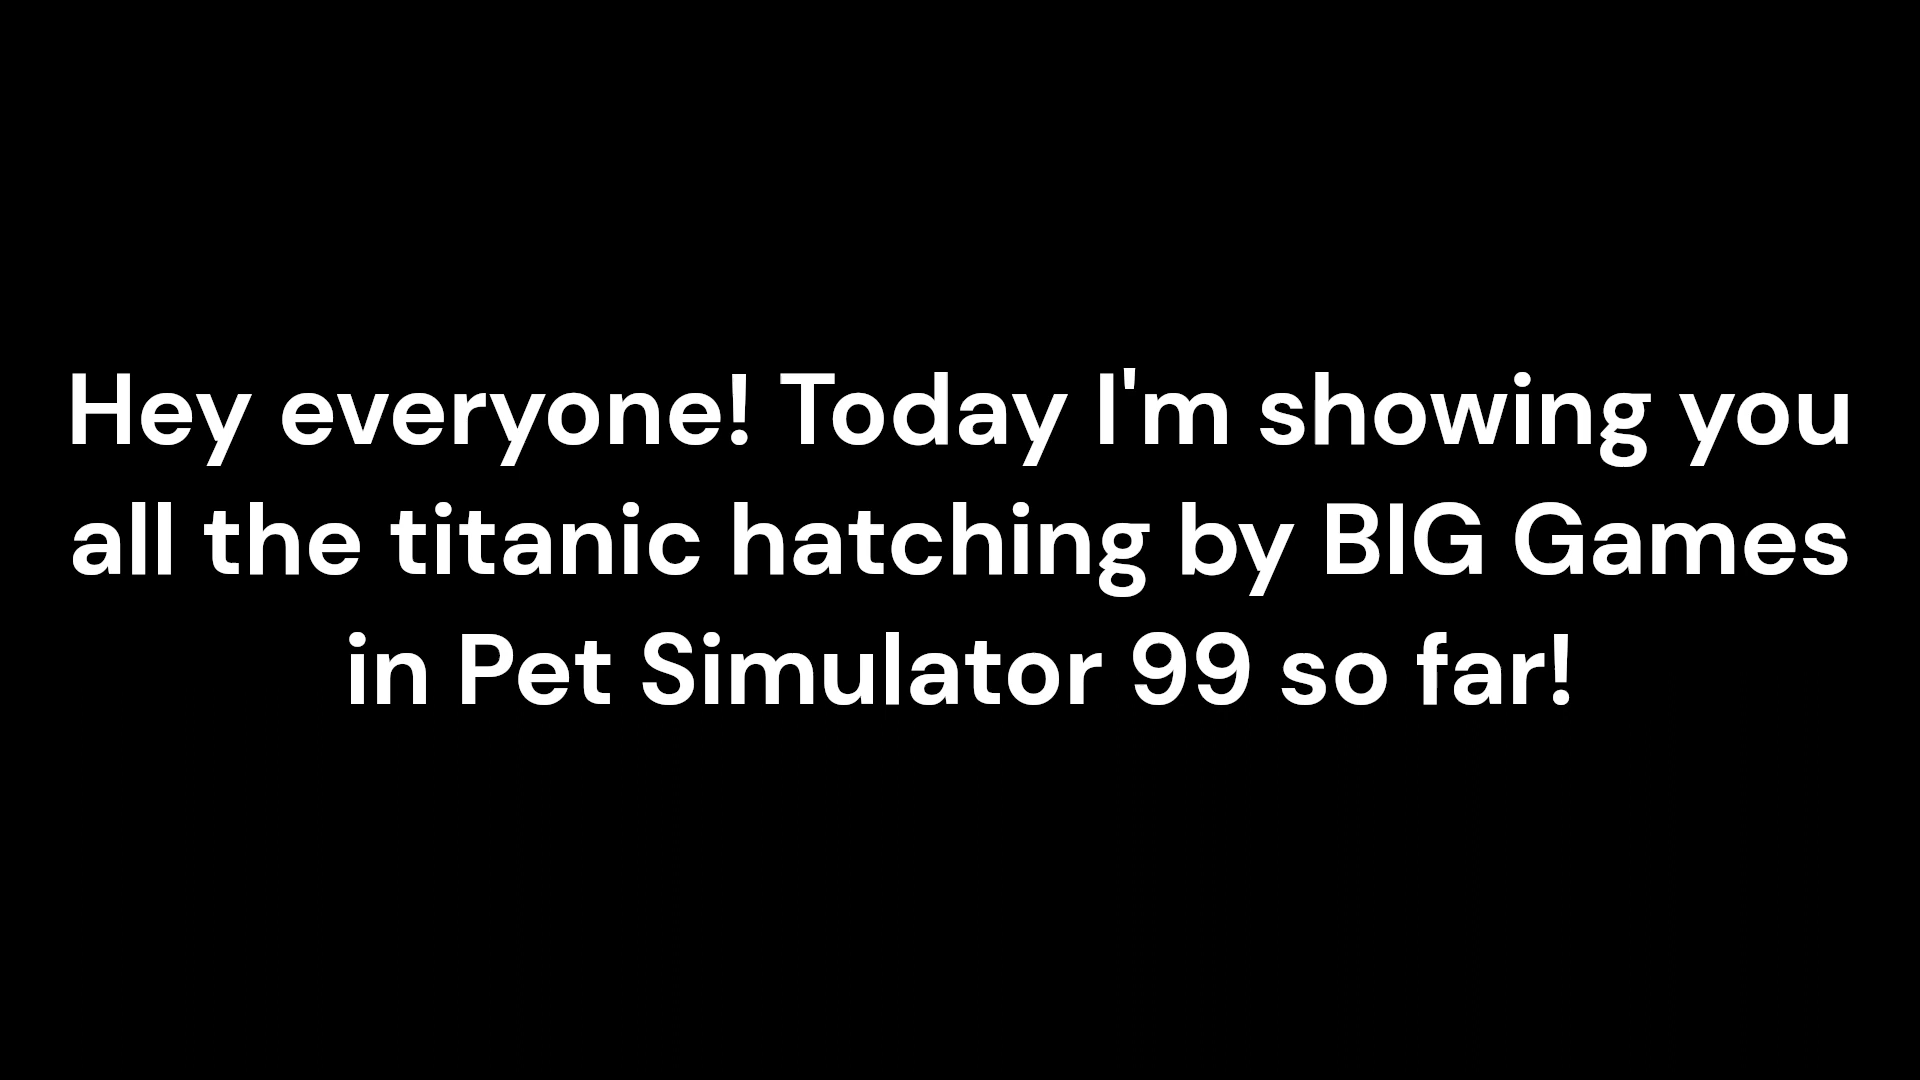 Hey everyone! Today I'm showing you
all the titanic hatching by BIG Games
in Pet Simulator 99 so far!